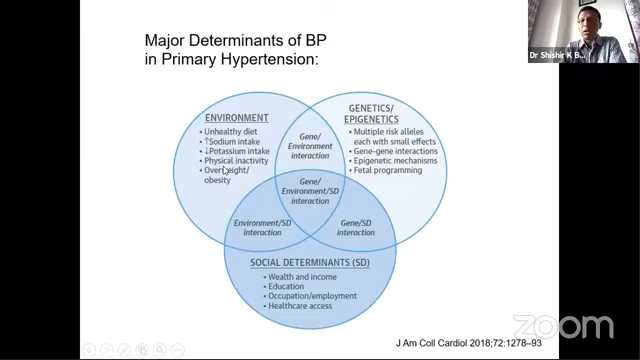 Major Determinants of BP
in Primary Hypertension:
Dr Shishir K B...
ENVIRONMENT
• Unhealthy diet
• ↑Sodium intake
• ↓Potassium intake
• Physical inactivity
• Overweight/
obesity
Gene/
Environment
interaction
GENETICS/
EPIGENETICS
• Multiple risk alleles
each with small effects
• Gene-gene interactions
• Epigenetic mechanisms
• Fetal programming
Gene/
Environment/SD
interaction
Environment/SD
interaction
Gene/SD
interaction
SOCIAL DETERMINANTS (SD)
• Wealth and income
• Education
• Occupation/employment
• Healthcare access
J Am Coll Cardiol 2018;72:1278–93
zoom